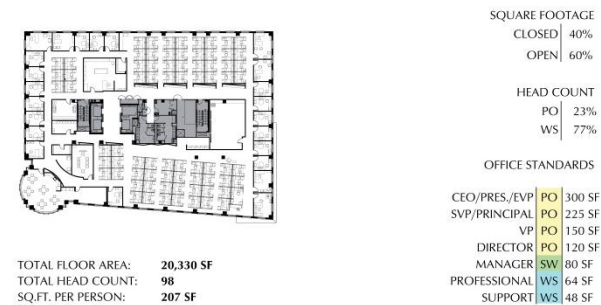 SQUARE FOOTAGE
CLOSED 40%
OPEN 60%
HEAD COUNT
PO 23%
WS 77%
OFFICE STANDARDS
CEO/PRES./EVP PO 300 SF
SVP/PRINCIPAL PO 225 SF
VP PO 150 SF
DIRECTOR PO 120 SF
MANAGER SW 80 SF
PROFESSIONAL WS 64 SF
SUPPORT WS 48 SF
TOTAL FLOOR AREA: 20,330 SF
TOTAL HEAD COUNT: 98
SQ.FT. PER PERSON: 207 SF